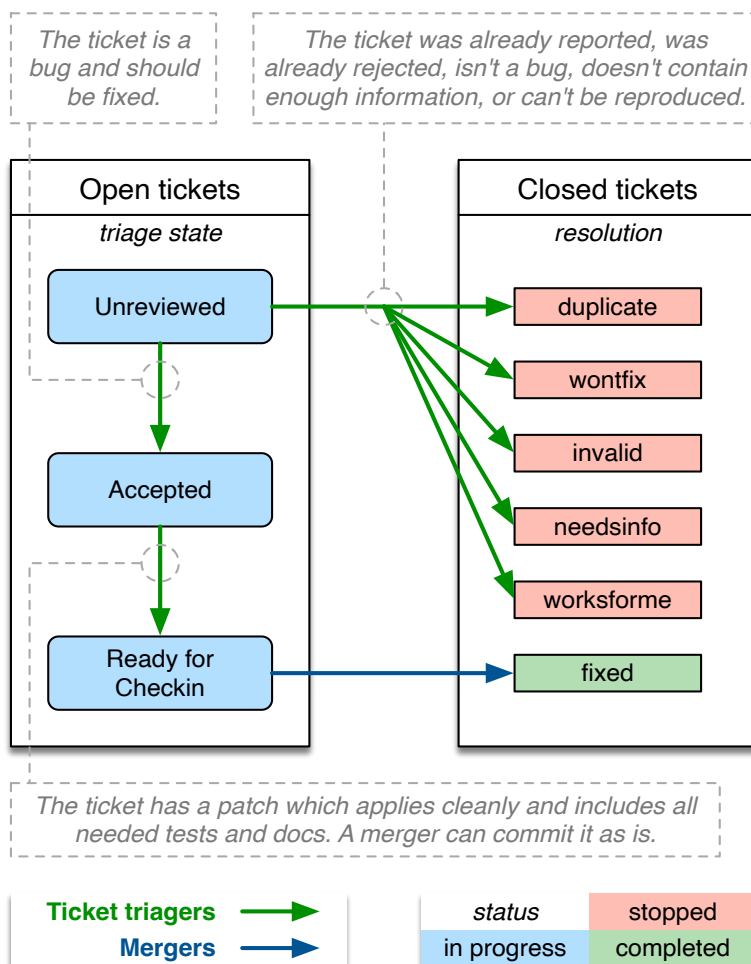 The ticket is a
bug and should
be fixed.
The ticket was already reported, was
already rejected, isn't a bug, doesn't contain
enough information, or can't be reproduced.
Open tickets
triage state
Unreviewed
Accepted
Ready for
Checkin
Closed tickets
resolution
duplicate
wontfix
invalid
needsinfo
worksforme
fixed
The ticket has a patch which applies cleanly and includes all
needed tests and docs. A merger can commit it as is.
Ticket triagers
Mergers
status
stopped
in progress
completed